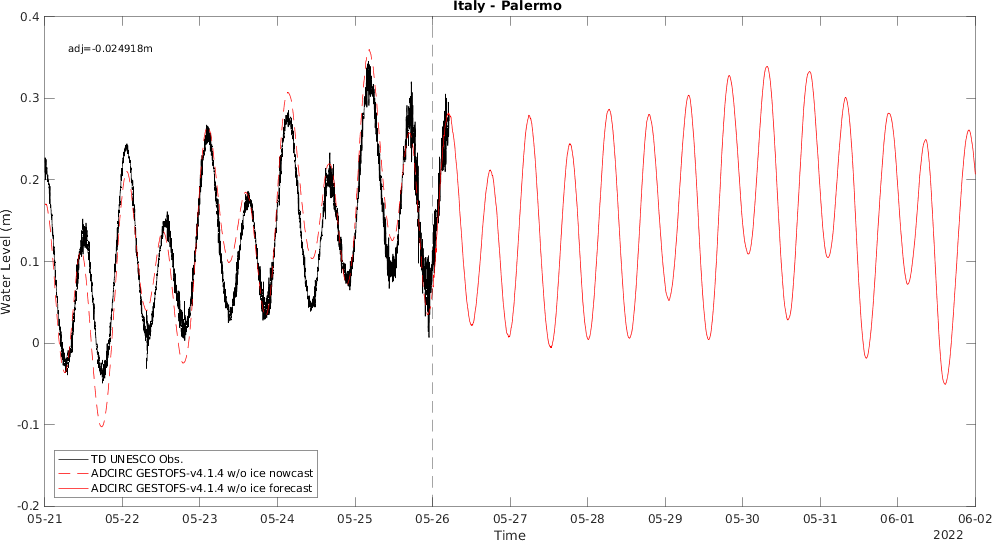 Italy - Palermo
0.4
adj=-0.024918m
0.3
0.2
0.1
0
-0.1
-0.2
Water Level (m)
TD UNESCO Obs.
ADCIRC GESTOFS-v4.1.4 w/o ice nowcast
ADCIRC GESTOFS-v4.1.4 w/o ice forecast
05-21 05-22 05-23 05-24 05-25 05-26 05-27 05-28 05-29 05-30 05-31 06-01 06-02
Time
2022